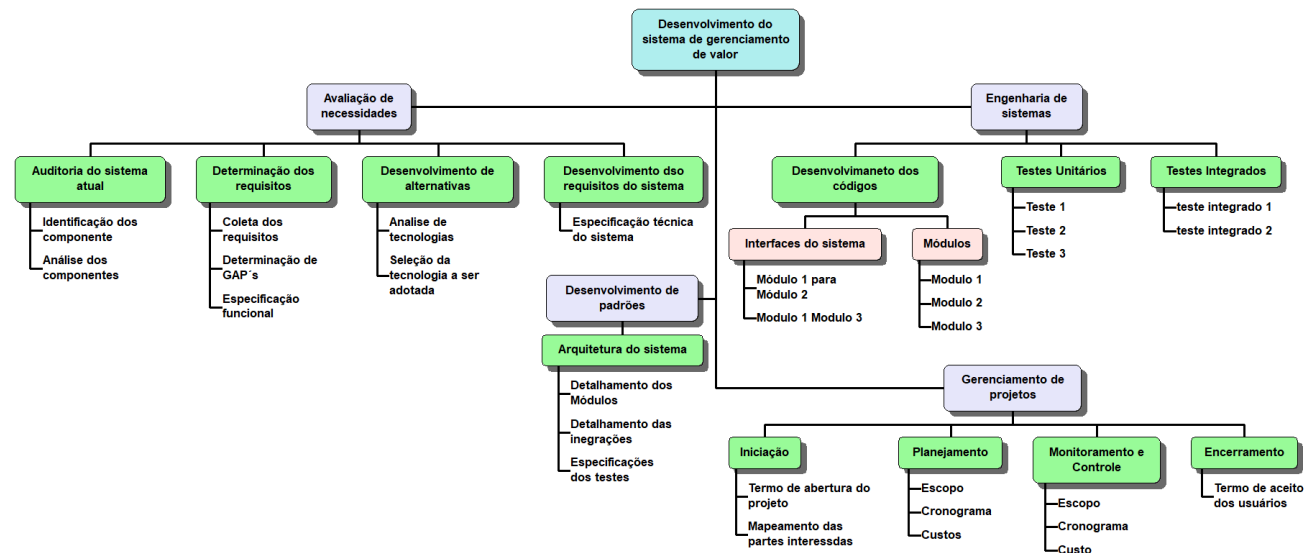 Desenvolvimento do
sistema de gerenciamento
de valor
Avaliação de
necessidades
Engenharia de
sistemas
Auditoria do sistema
atual
Identificação dos
componente
Análise dos
componentes
Determinação dos
requisitos
Coleta dos
requisitos
Determinação de
GAP´s
Especificação
funcional
Desenvolvimento de
alternativas
Analise de
tecnologias
Seleção da
tecnologia a ser
adotada
Desenvolvimento dso
requisitos do sistema
Especificação técnica
do sistema
Desenvolvimaneto dos
códigos
Interfaces do sistema
Módulo 1 para
Módulo 2
Modulo 1 Modulo 3
Módulos
Modulo 1
Modulo 2
Modulo 3
Testes Unitários
Teste 1
Teste 2
Teste 3
Testes Integrados
teste integrado 1
teste integrado 2
Desenvolvimento de
padrões
Arquitetura do sistema
Detalhamento dos
Módulos
Detalhamento das
inegrações
Especificações
dos testes
Gerenciamento de
projetos
Iniciação
Termo de abertura do
projeto
Mapeamento das
partes interessdas
Planejamento
Escopo
Cronograma
Custos
Monitoramento e
Controle
Escopo
Cronograma
Custo
Encerramento
Termo de aceito
dos usuários